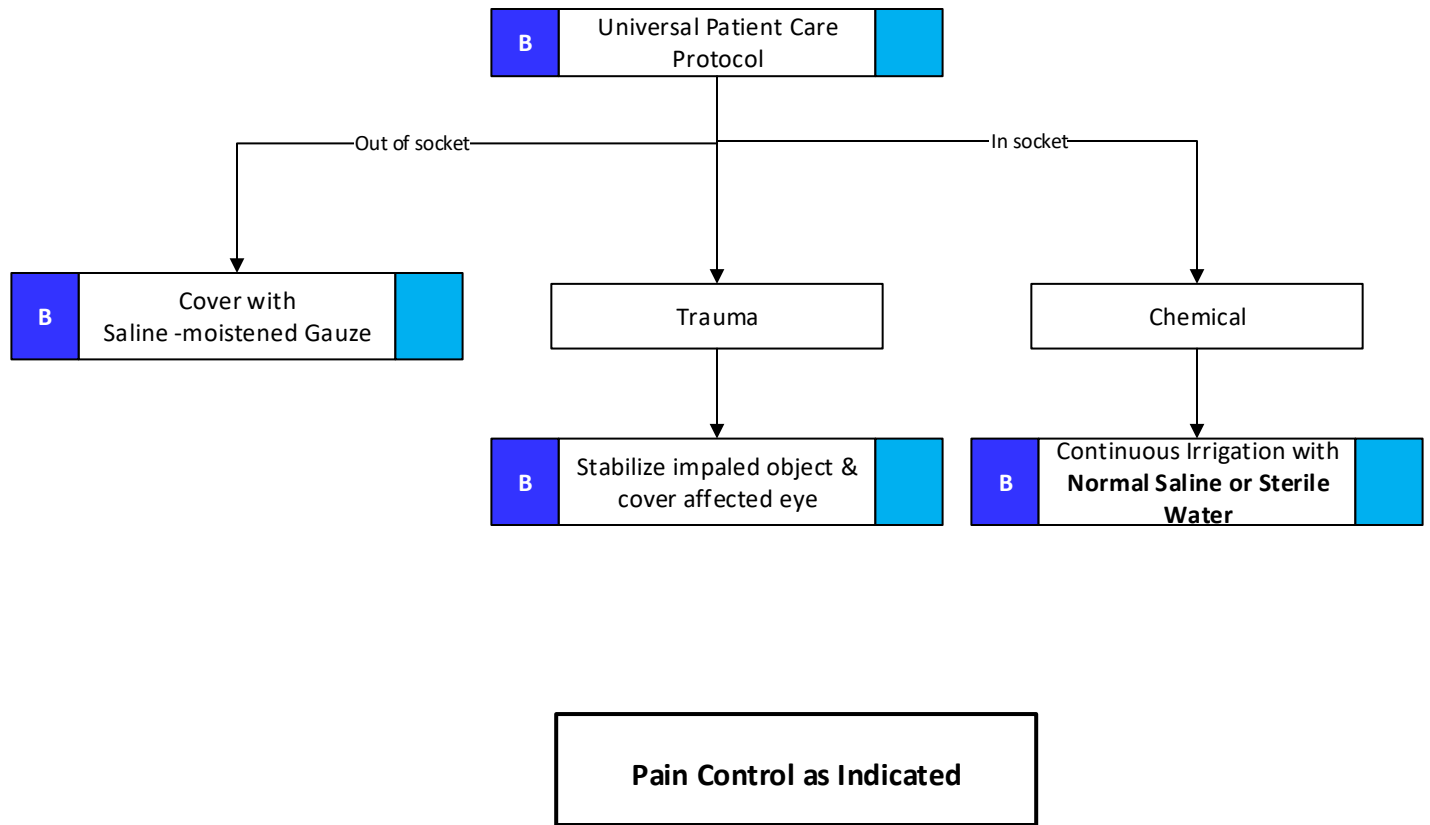 B
Universal Patient Care
Protocol
Out of socket
In socket
B
Cover with
Saline -moistened Gauze
Trauma
Chemical
B
Stabilize impaled object &
cover affected eye
B
Continuous Irrigation with
Normal Saline or Sterile
Water
Pain Control as Indicated